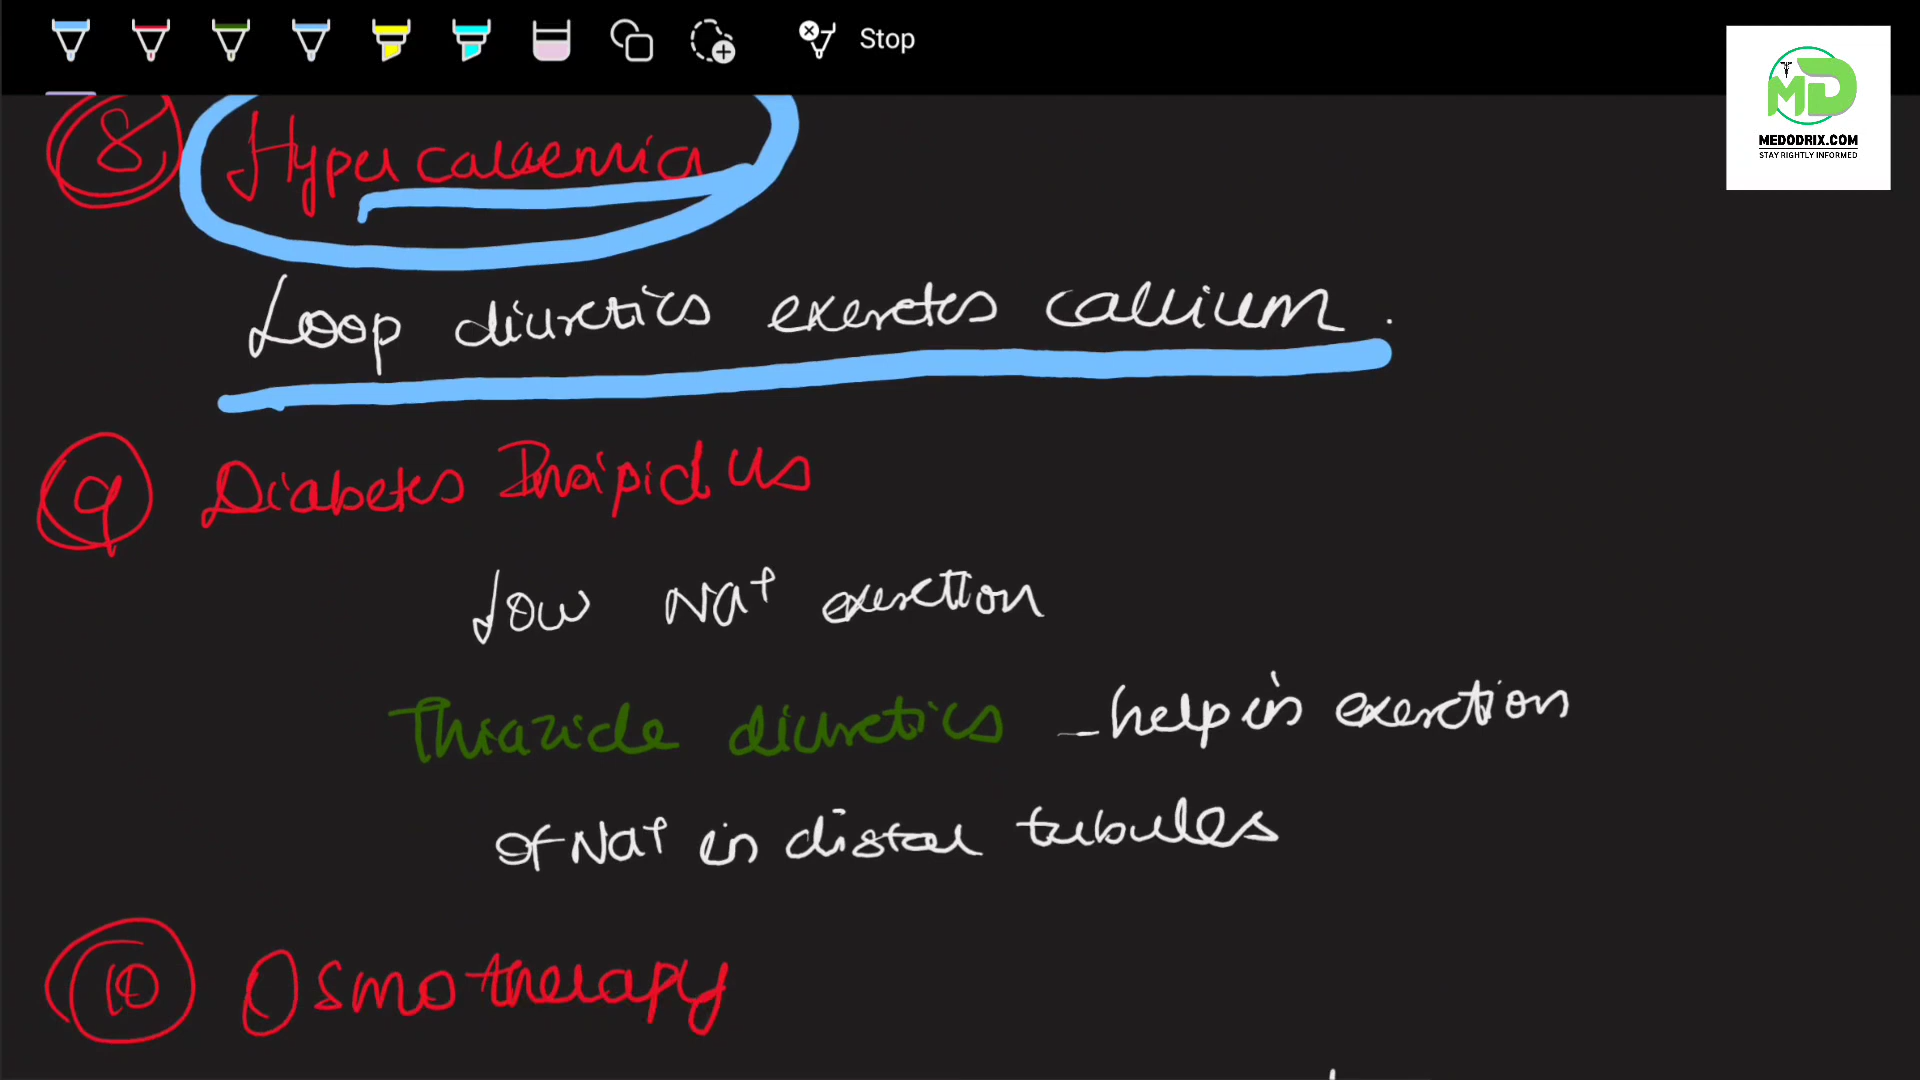 Stop
MD
MEDODRIX.COM
STAY RIGHTLY INFORMED
8 Hypercalcemia
Loop diuretics excretes calcium.
9 Diabetes Insipidus
Low Na+ excretion
Thiazide diuretics - help in excretion
of Na+ in distal tubules
10 Osmotherapy